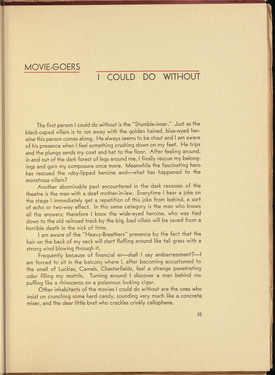 MOVIE-GOERS
I COULD DO WITHOUT
The first person I could do without is the "Stumble-inner." Just as the
black-caped villain is to run away with the golden haired, blue-eyed her-
oine this person comes along. He always seems to be stout and I am aware
of his presence when I feel something crushing down on my feet. He trips
and the plunge sends my coat and hat to the floor. After feeling around,
in and out of the dark forest of legs around me, I finally rescue my belong-
ings and gain my composure once more. Meanwhile the fascinating hero
has rescued the ruby-lipped heroine and—what has happened to the
monstrous villain?
Another abominable pest encountered in the dark recesses of the
theatre is the man with a deaf mother-in-law. Everytime I hear a joke on
the stage I immediately get a repetition of this joke from behind, a sort
of echo or two-way effect. In this same category is the man who knows
all the answers; therefore I know the wide-eyed heroine, who was tied
down to the old railroad track by the big, bad villain will be saved from a
horrible death in the nick of time.
I am aware of the "Heavy-Breathers" presence by the fact that the
hair on the back of my neck will start fluffing around like tall grass with a
strong wind blowing through it.
Frequently because of financial er—shall I say embarrassment?—I
am forced to sit in the balcony where I, after becoming accustomed to
the smell of Luckies, Camels, Chesterfields, feel a strange penetrating
odor filling my nostrils. Turning around I discover a man behind me
puffing like a rhinoceros on a poisonous looking cigar.
Other inhabitants of the movies I could do without are the ones who
insist on crunching some hard candy, sounding very much like a concrete
mixer, and the dear little brat who crackles crinkly cellophane.
35